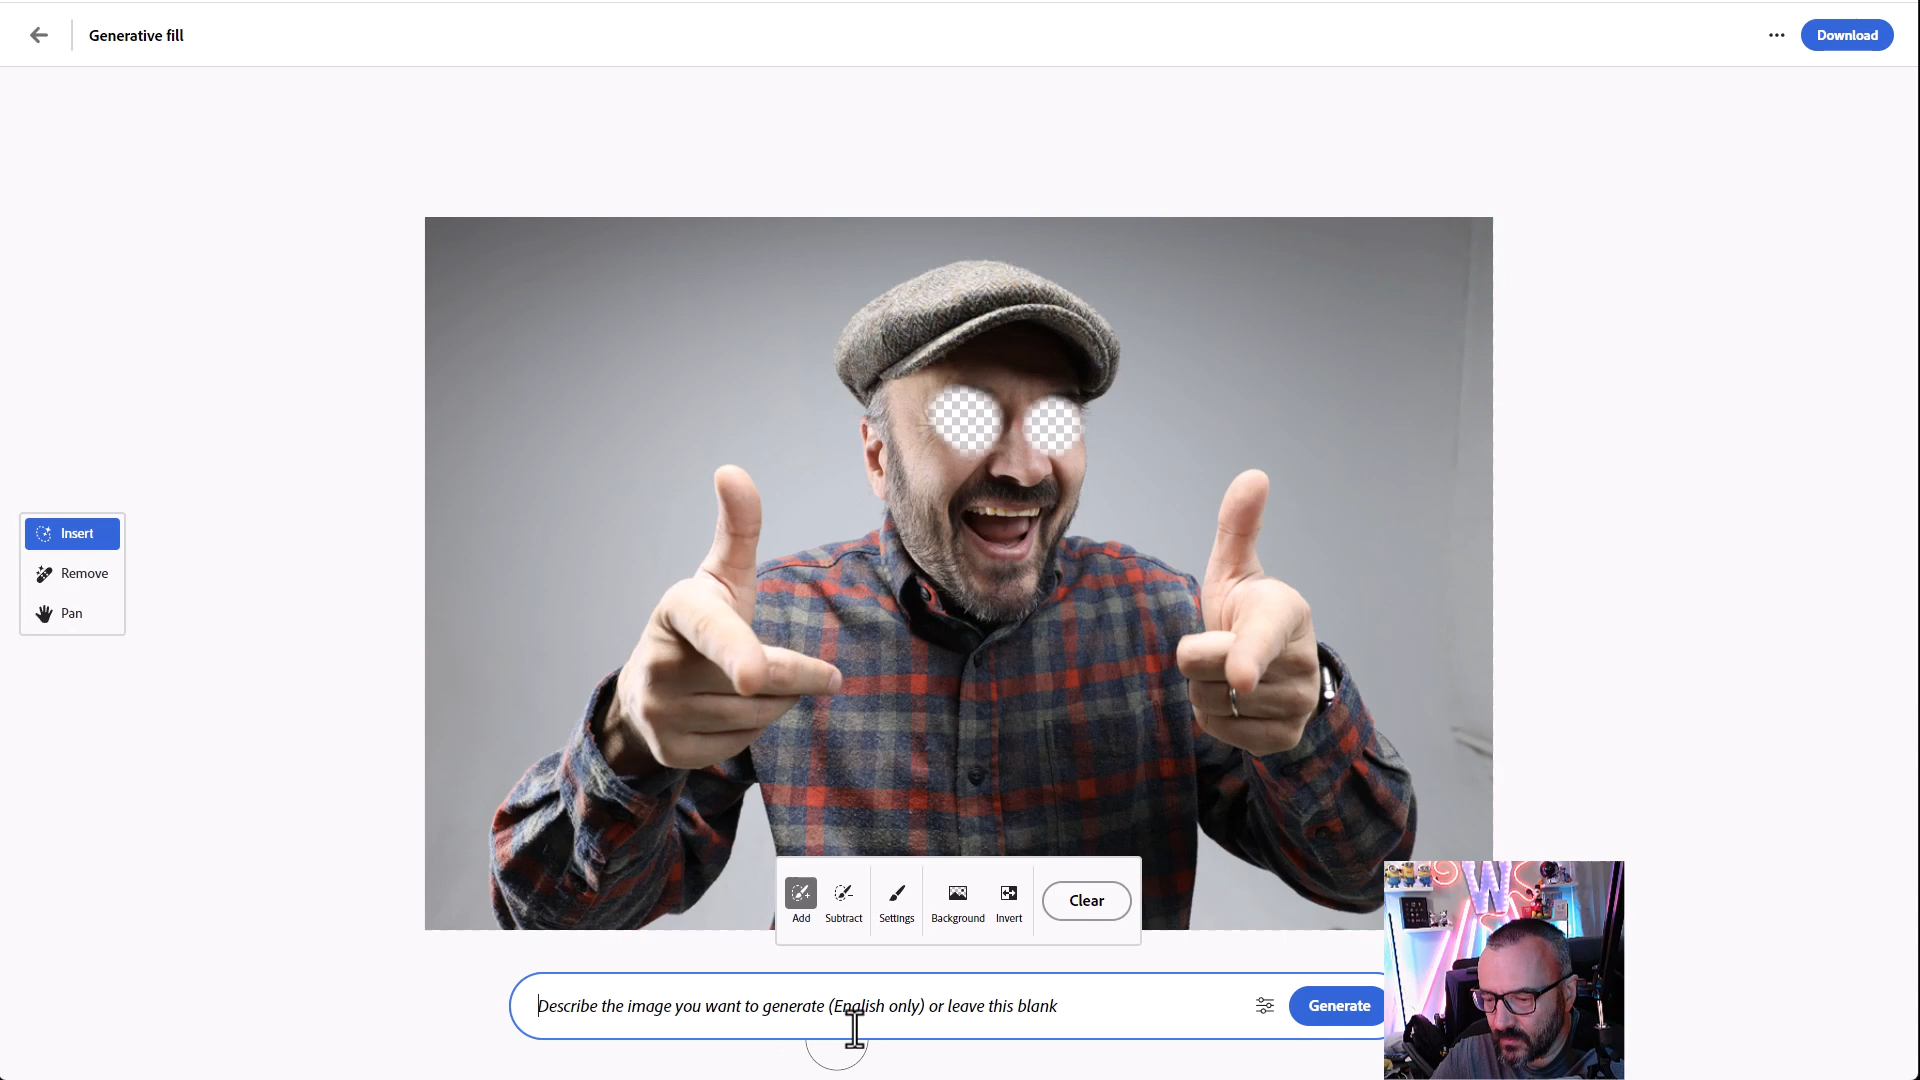 Generative fill
Download
Insert
Remove
Pan
Add
Subtract
Settings
Background
Invert
Clear
Describe the image you want to generate (English only) or leave this blank
Generate
W